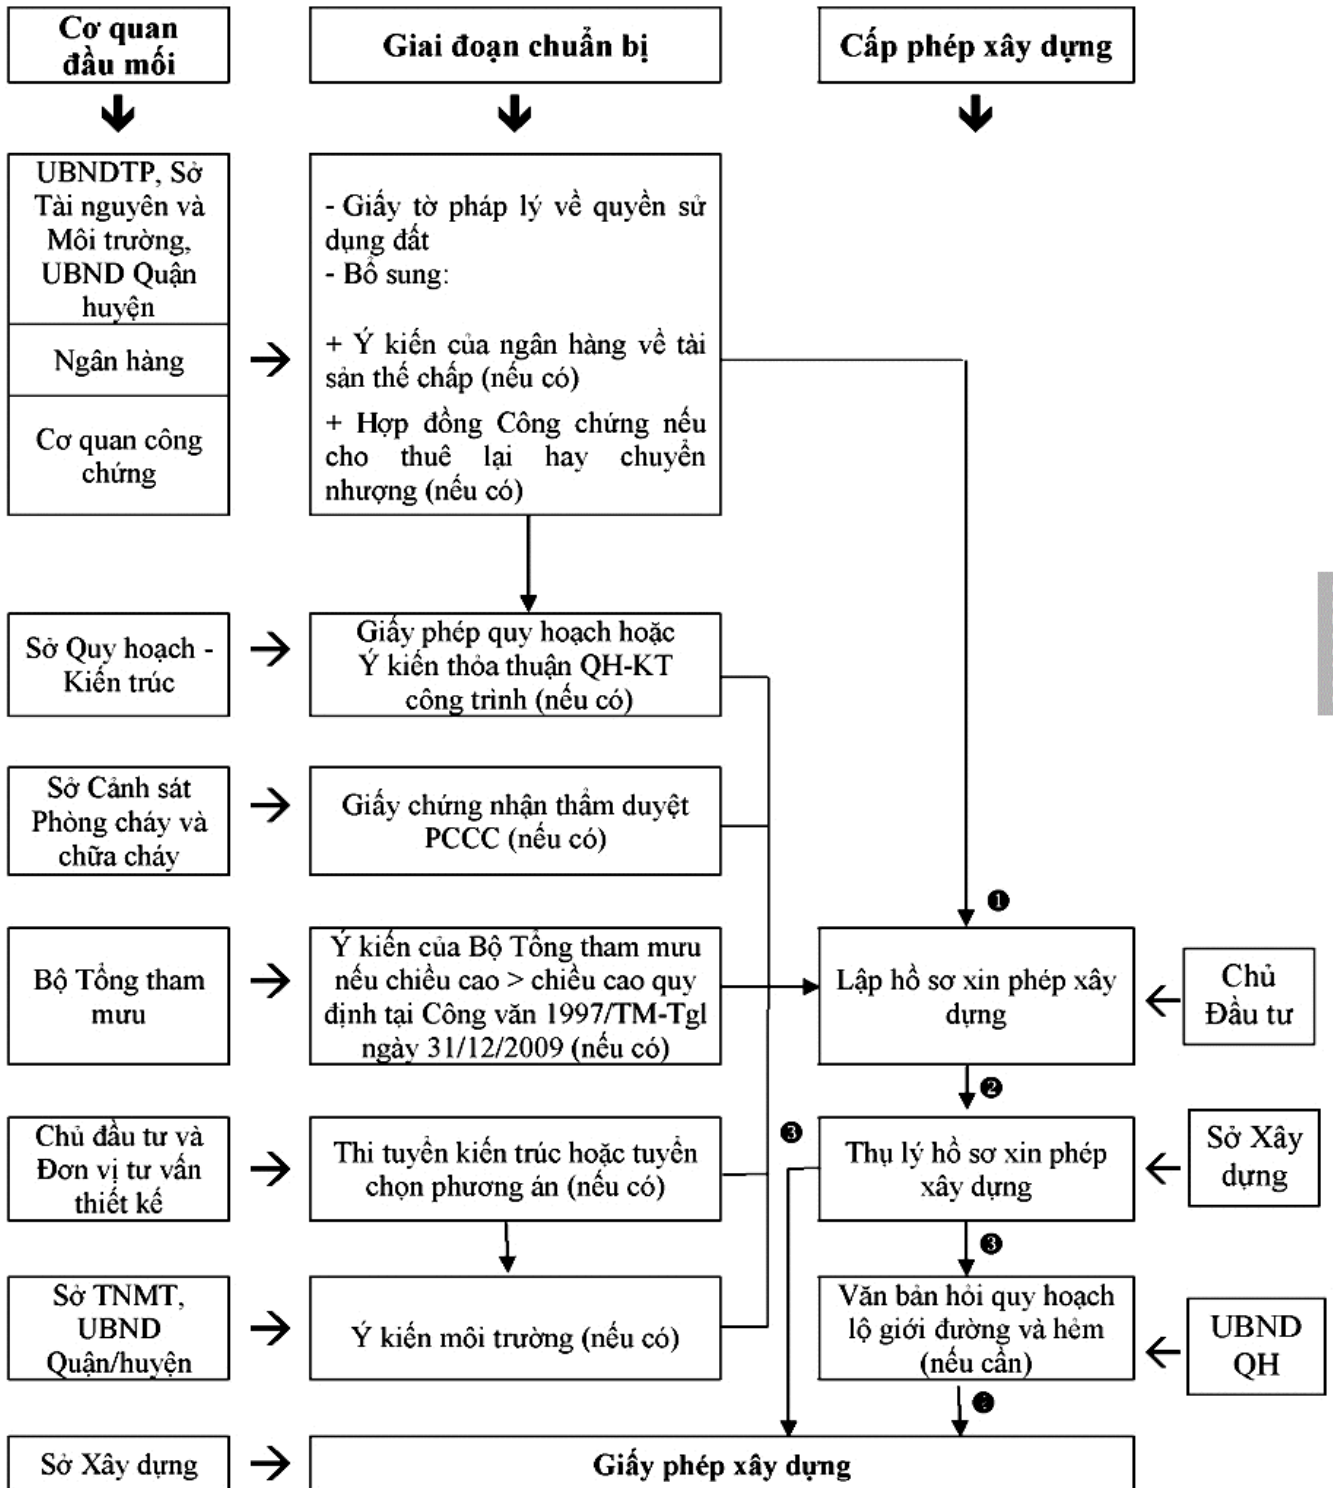 Cơ quan
đầu mối
Giai đoạn chuẩn bị
Cấp phép xây dựng
UBNDTP, Sở
Tài nguyên và
Môi trường,
UBND Quận
huyện
Ngân hàng
Cơ quan công
chứng
- Giấy tờ pháp lý về quyền sử
dụng đất
- Bổ sung:
+ Ý kiến của ngân hàng về tài
sản thế chấp (nếu có)
+ Hợp đồng Công chứng nếu
cho thuê lại hay chuyển
nhượng (nếu có)
Sở Quy hoạch -
Kiến trúc
Giấy phép quy hoạch hoặc
Ý kiến thỏa thuận QH-KT
công trình (nếu có)
Sở Cảnh sát
Phòng cháy và
chữa cháy
Giấy chứng nhận thẩm duyệt
PCCC (nếu có)
❶
Bộ Tổng tham
mưu
Ý kiến của Bộ Tổng tham mưu
nếu chiều cao > chiều cao quy
định tại Công văn 1997/TM-Tgl
ngày 31/12/2009 (nếu có)
Lập hồ sơ xin phép xây
dựng
Chủ
Đầu tư
❷
Chủ đầu tư và
Đơn vị tư vấn
thiết kế
Thi tuyển kiến trúc hoặc tuyển
chọn phương án (nếu có)
❸
Thụ lý hồ sơ xin phép
xây dựng
Sở Xây
dựng
❸
Sở TNMT,
UBND
Quận/huyện
Ý kiến môi trường (nếu có)
Văn bản hỏi quy hoạch
lộ giới đường và hẻm
(nếu cần)
UBND
QH
Sở Xây dựng
Giấy phép xây dựng